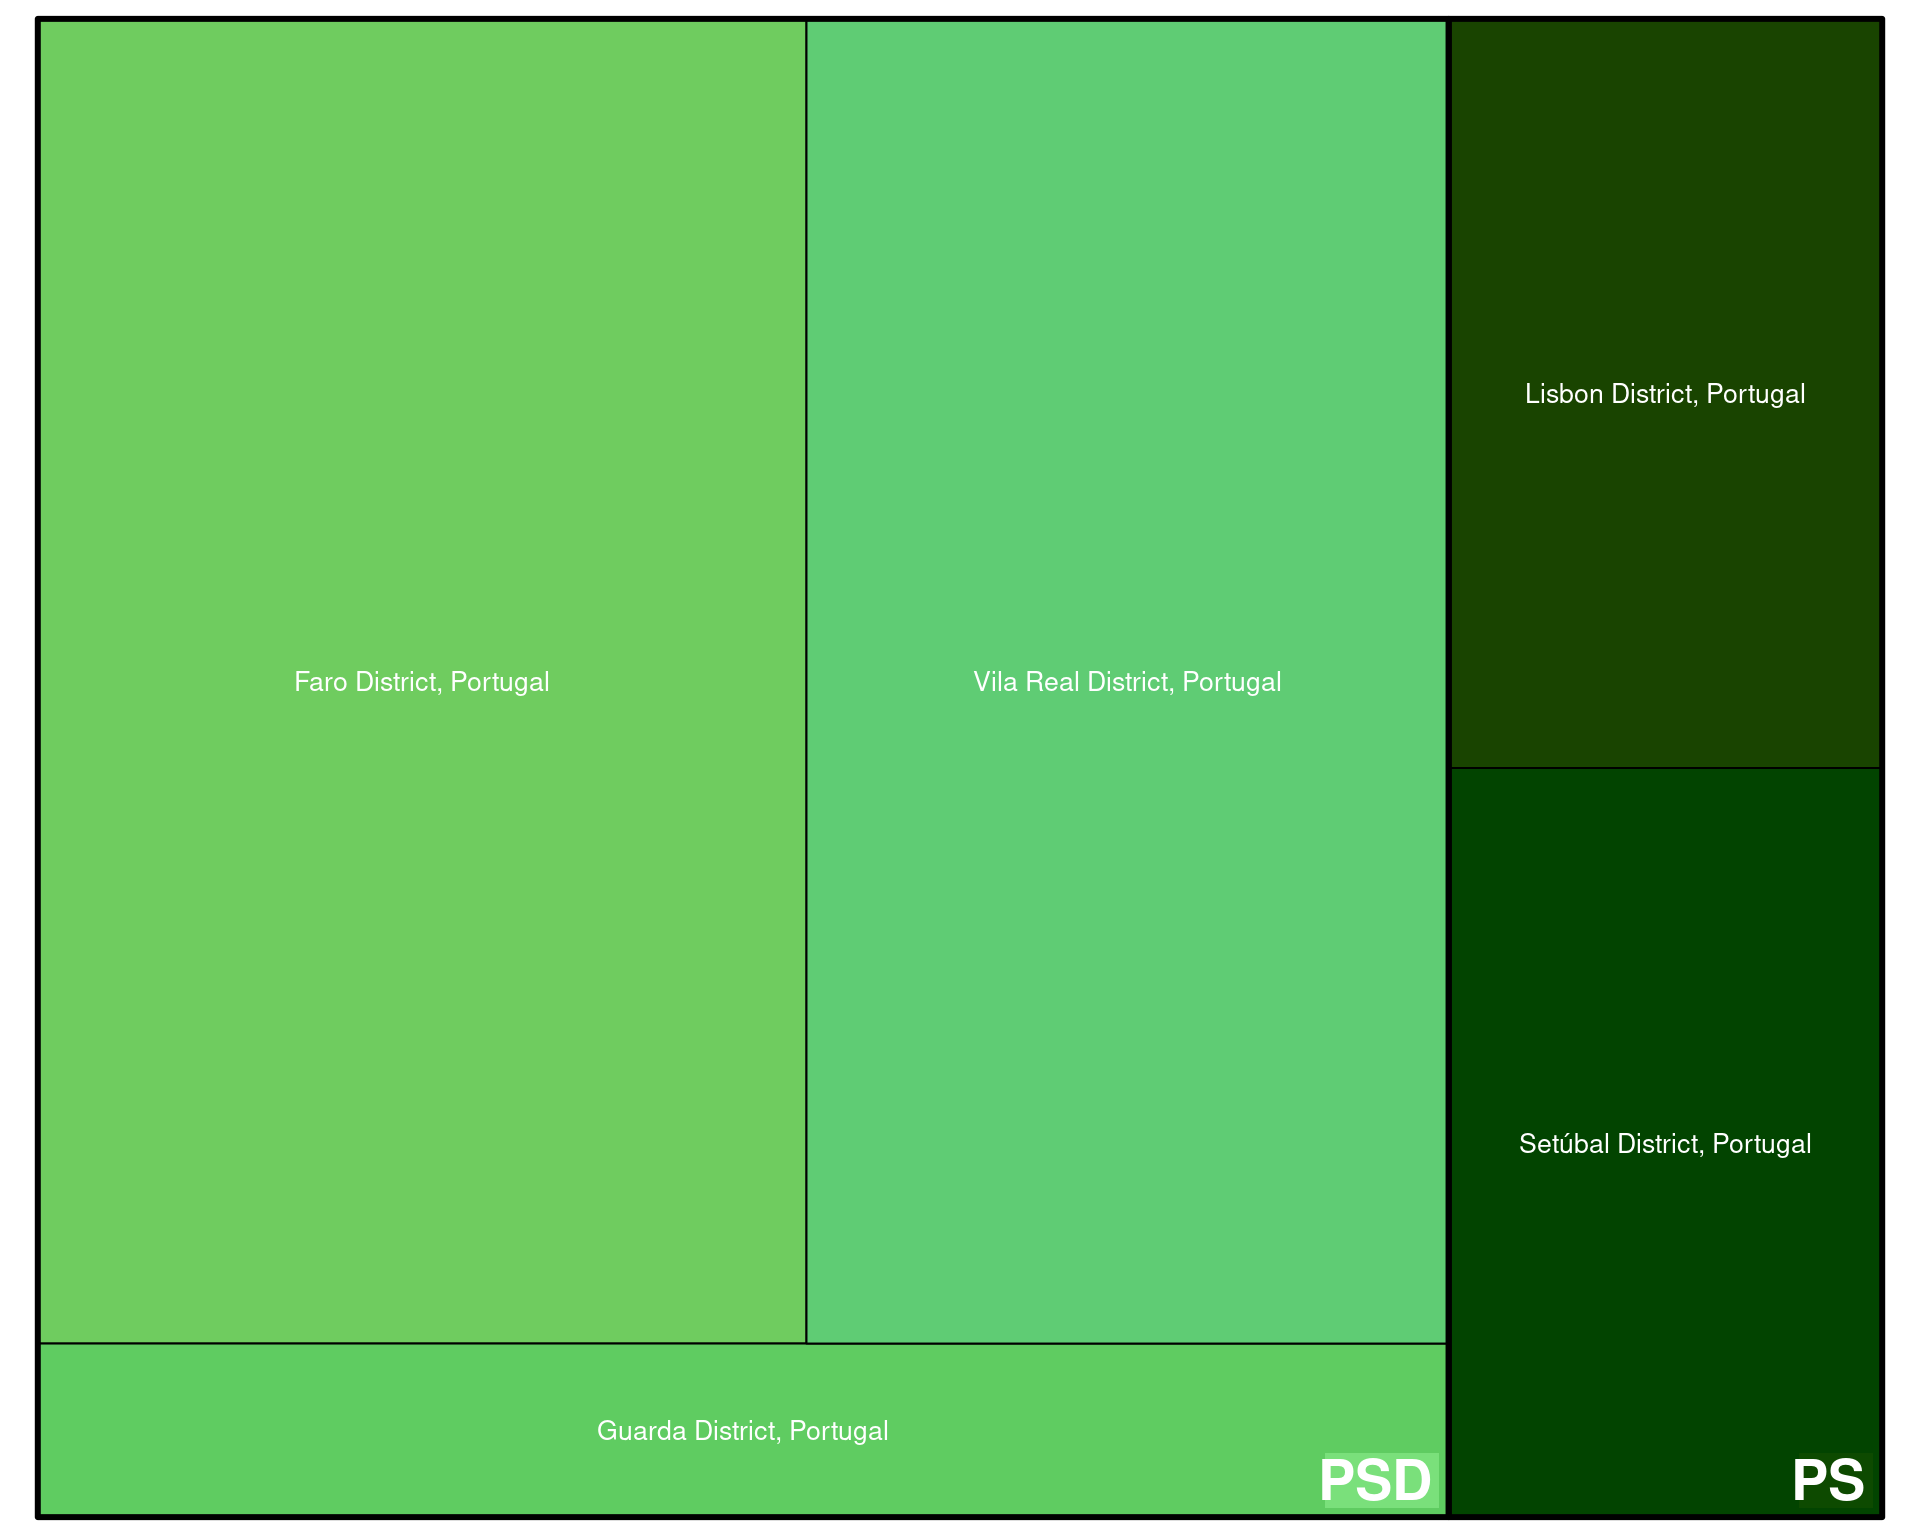 Faro District, Portugal
Vila Real District, Portugal
Lisbon District, Portugal
Setúbal District, Portugal
Guarda District, Portugal
PSD
PS